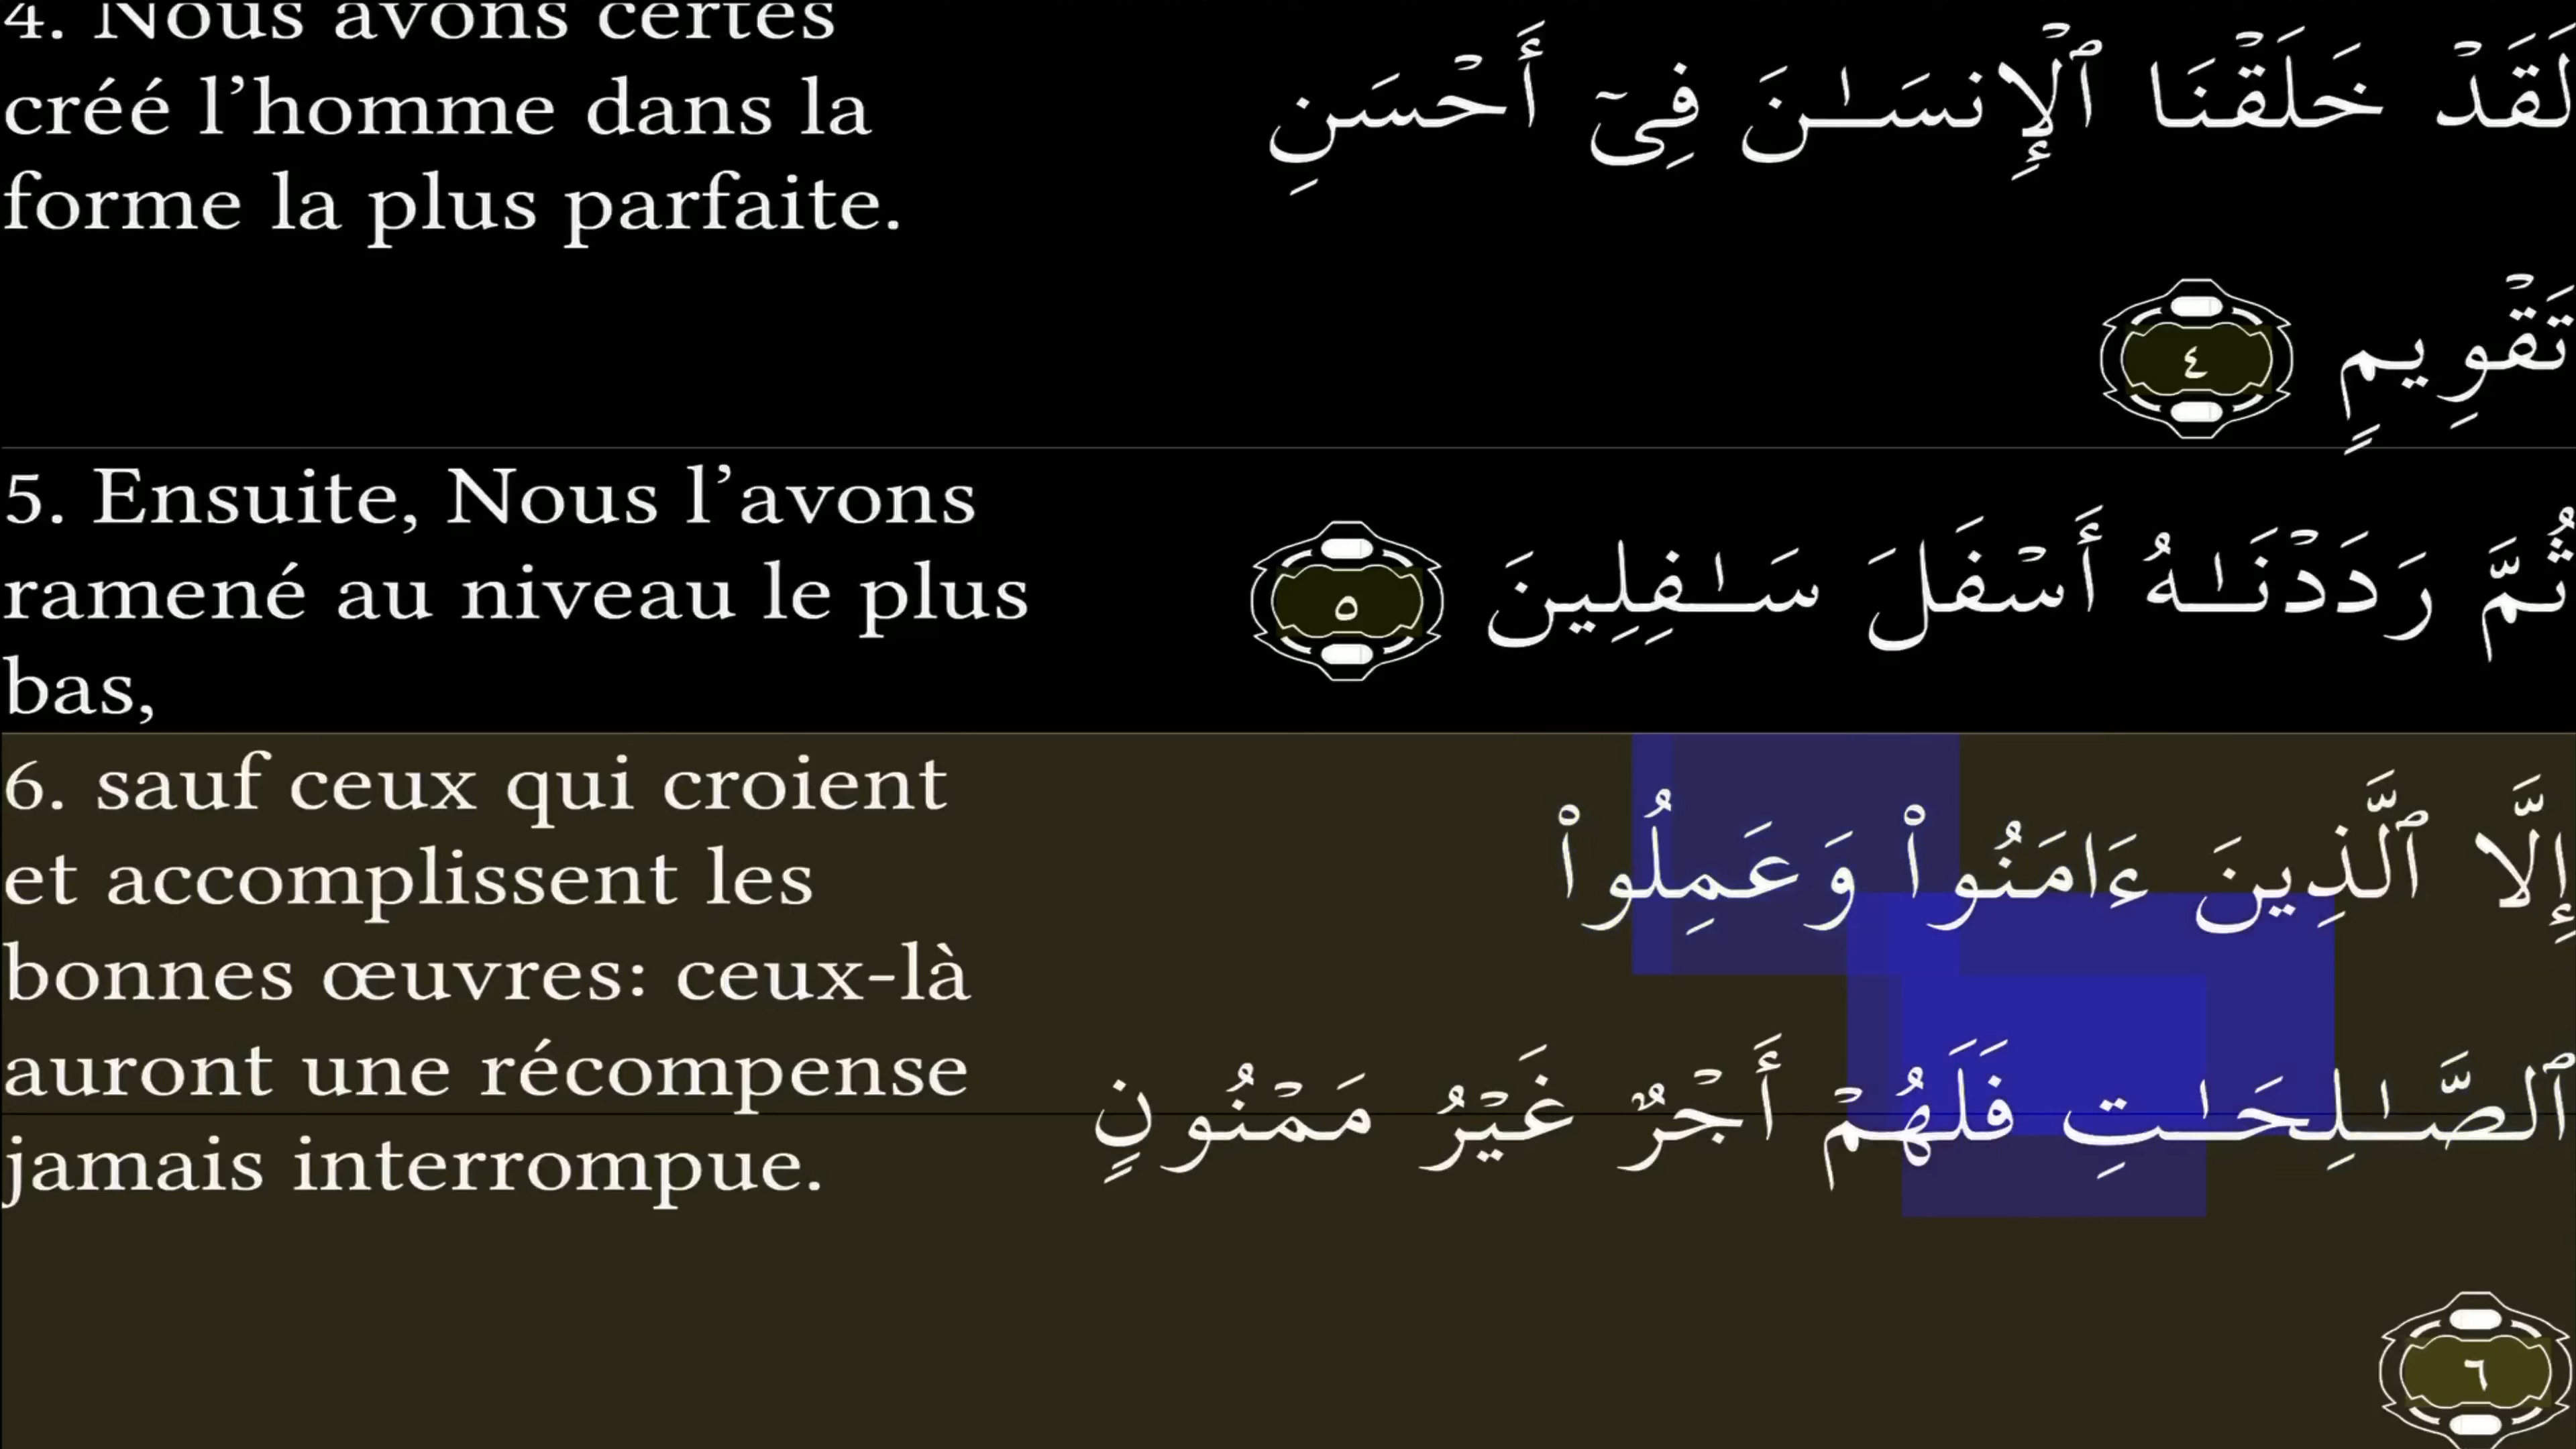 4. Nous avons certes
créé l’homme dans la
forme la plus parfaite.
لَقَدْ خَلَقْنَا ٱلْإِنسَـٰنَ فِىٓ أَحْسَنِ
تَقْوِيمٍ ٤
5. Ensuite, Nous l’avons
ramené au niveau le plus
bas,
ثُمَّ رَدَدْنَـٰهُ أَسْفَلَ سَـٰفِلِينَ ٥
6. sauf ceux qui croient
et accomplissent les
bonnes œuvres: ceux-là
auront une récompense
jamais interrompue.
إِلَّا ٱلَّذِينَ ءَامَنُوا۟ وَعَمِلُوا۟
ٱلصَّـٰلِحَـٰتِ فَلَهُمْ أَجْرٌ غَيْرُ مَمْنُونٍ
٦